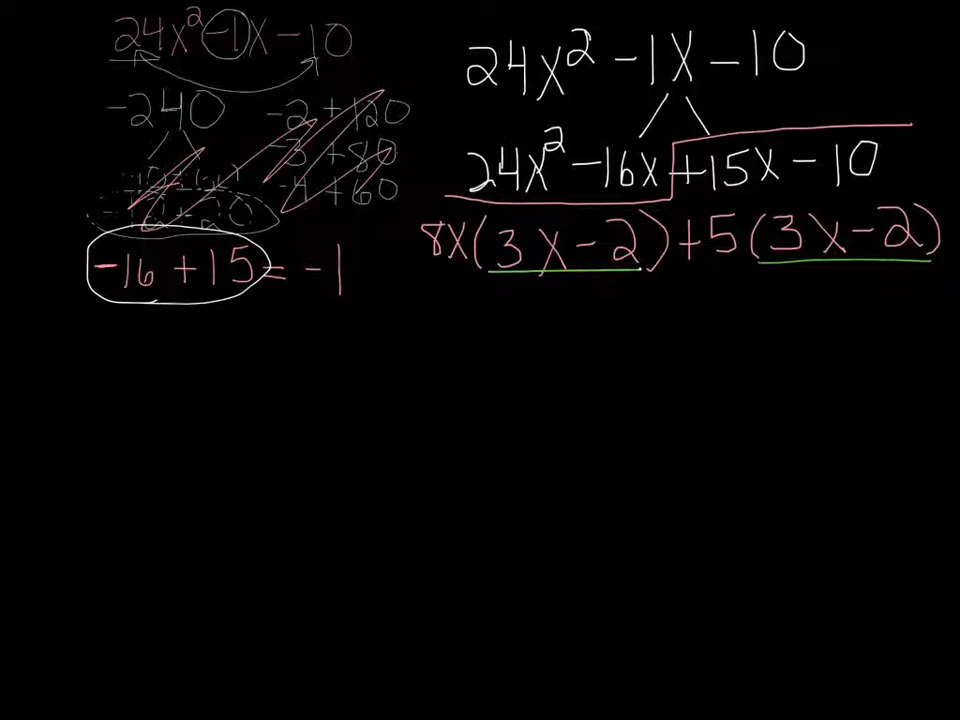 24x² -1x -10
-240
-2 +120
-3 +80
-4 +60
-16 +15 = -1
24x² -1x -10
24x² -16x +15x -10
8x(3x-2)+5(3x-2)